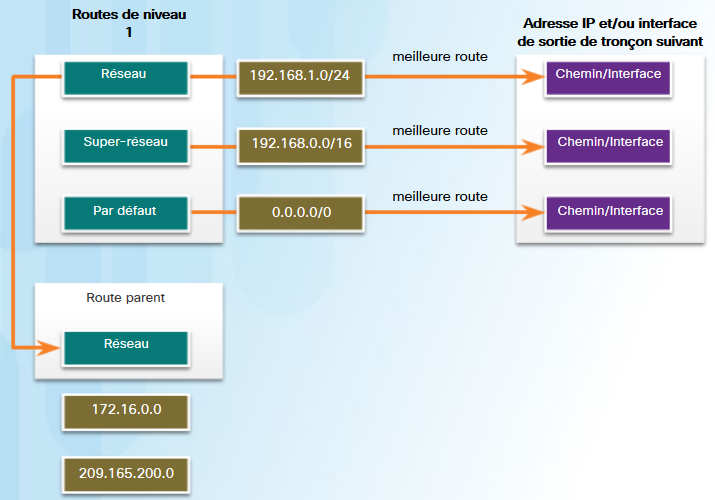 Routes de niveau
1
Adresse IP et/ou interface
de sortie de tronçon suivant
Réseau
192.168.1.0/24
meilleure route
Chemin/Interface
Super-réseau
192.168.0.0/16
meilleure route
Chemin/Interface
Par défaut
0.0.0.0/0
meilleure route
Chemin/Interface
Route parent
Réseau
172.16.0.0
209.165.200.0